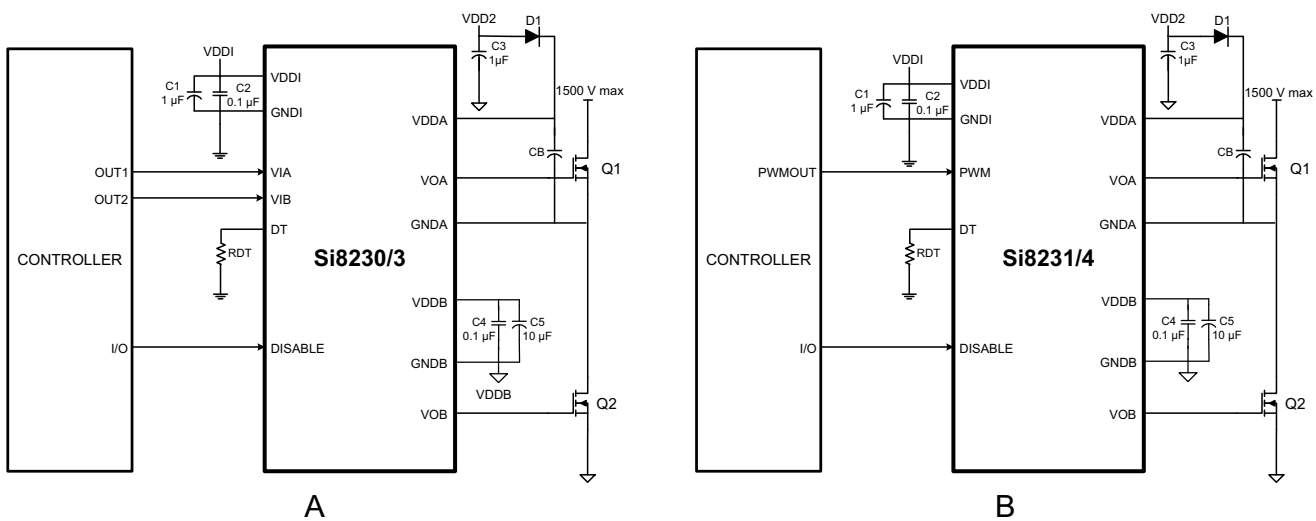 VDD2
D1
C3
1µF
VDDI
C1
1 µF
C2
0.1 µF
VDDI
GNDI
1500 V max
VDDA
CB
Q1
OUT1
VIA
VOA
OUT2
VIB
GNDA
DT
RDT
CONTROLLER
Si8230/3
VDDB
C4
0.1 µF
C5
10 µF
I/O
DISABLE
GNDB
VDDB
VOB
Q2
A
VDD2
D1
C3
1µF
VDDI
C1
1 µF
C2
0.1 µF
VDDI
GNDI
1500 V max
VDDA
CB
Q1
PWMOUT
PWM
VOA
GNDA
DT
RDT
CONTROLLER
Si8231/4
VDDB
C4
0.1 µF
C5
10 µF
I/O
DISABLE
GNDB
VOB
Q2
B